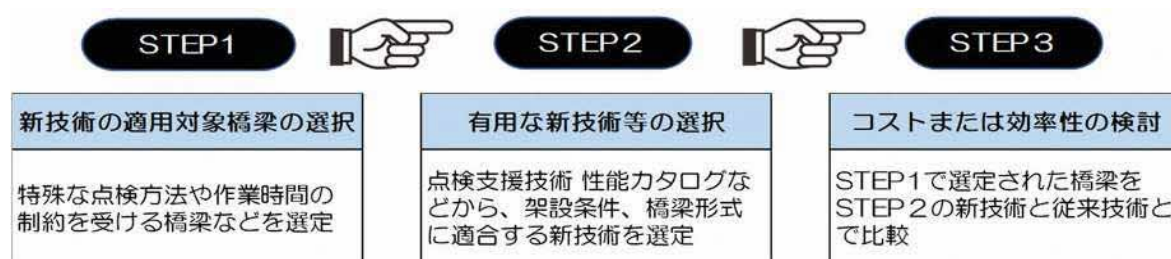 STEP1
STEP2
STEP3
新技術の適用対象橋梁の選択
特殊な点検方法や作業時間の
制約を受ける橋梁などを選定
有用な新技術等の選択
点検支援技術 性能カタログな
どから、架設条件、橋梁形式
に適合する新技術を選定
コストまたは効率性の検討
STEP1で選定された橋梁を
STEP2の新技術と従来技術と
で比較